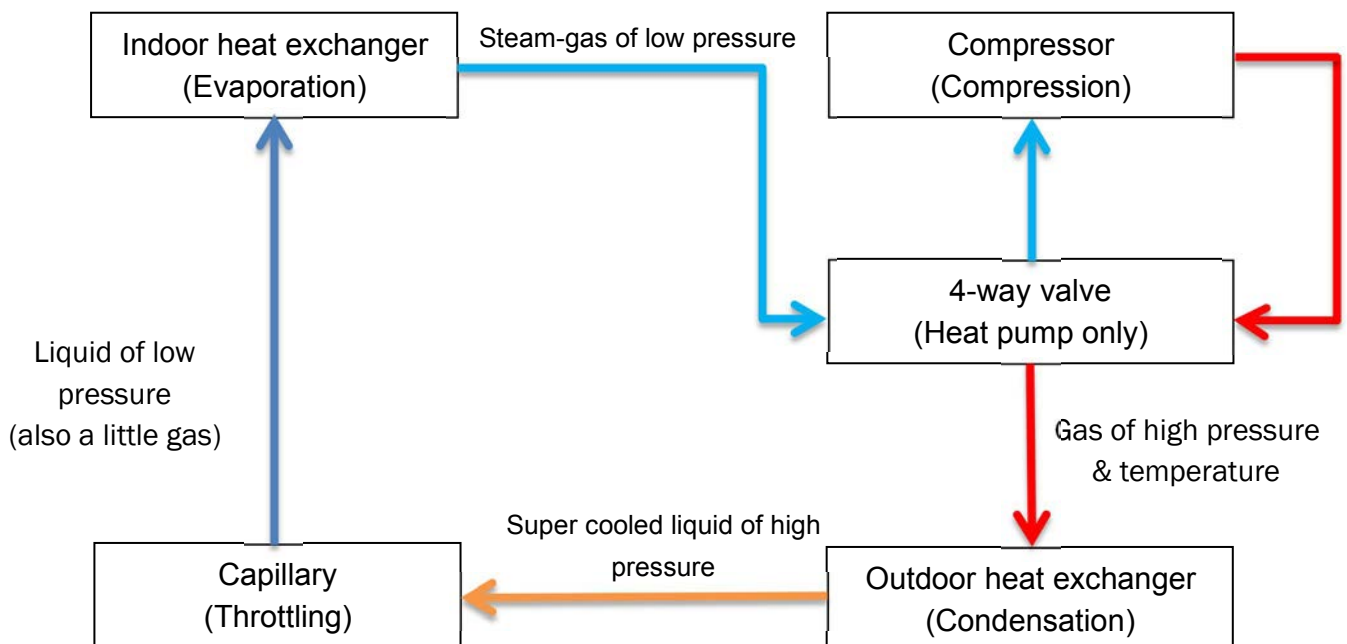 Indoor heat exchanger
(Evaporation)
Steam-gas of low pressure
Compressor
(Compression)
4-way valve
(Heat pump only)
Liquid of low
pressure
(also a little gas)
Gas of high pressure
& temperature
Super cooled liquid of high
pressure
Capillary
(Throttling)
Outdoor heat exchanger
(Condensation)